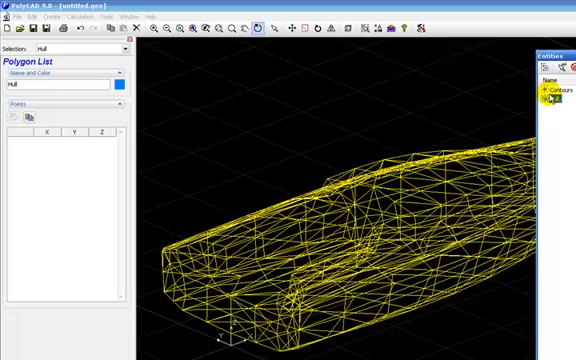 PolyCAD 9.0 - [untitled.geo]
File Edit Create Calculation Tools Window Help
Selection: Hull
Polygon List
Name and Color
Hull
Points
X Y Z
Entities
Name
Contours
Y